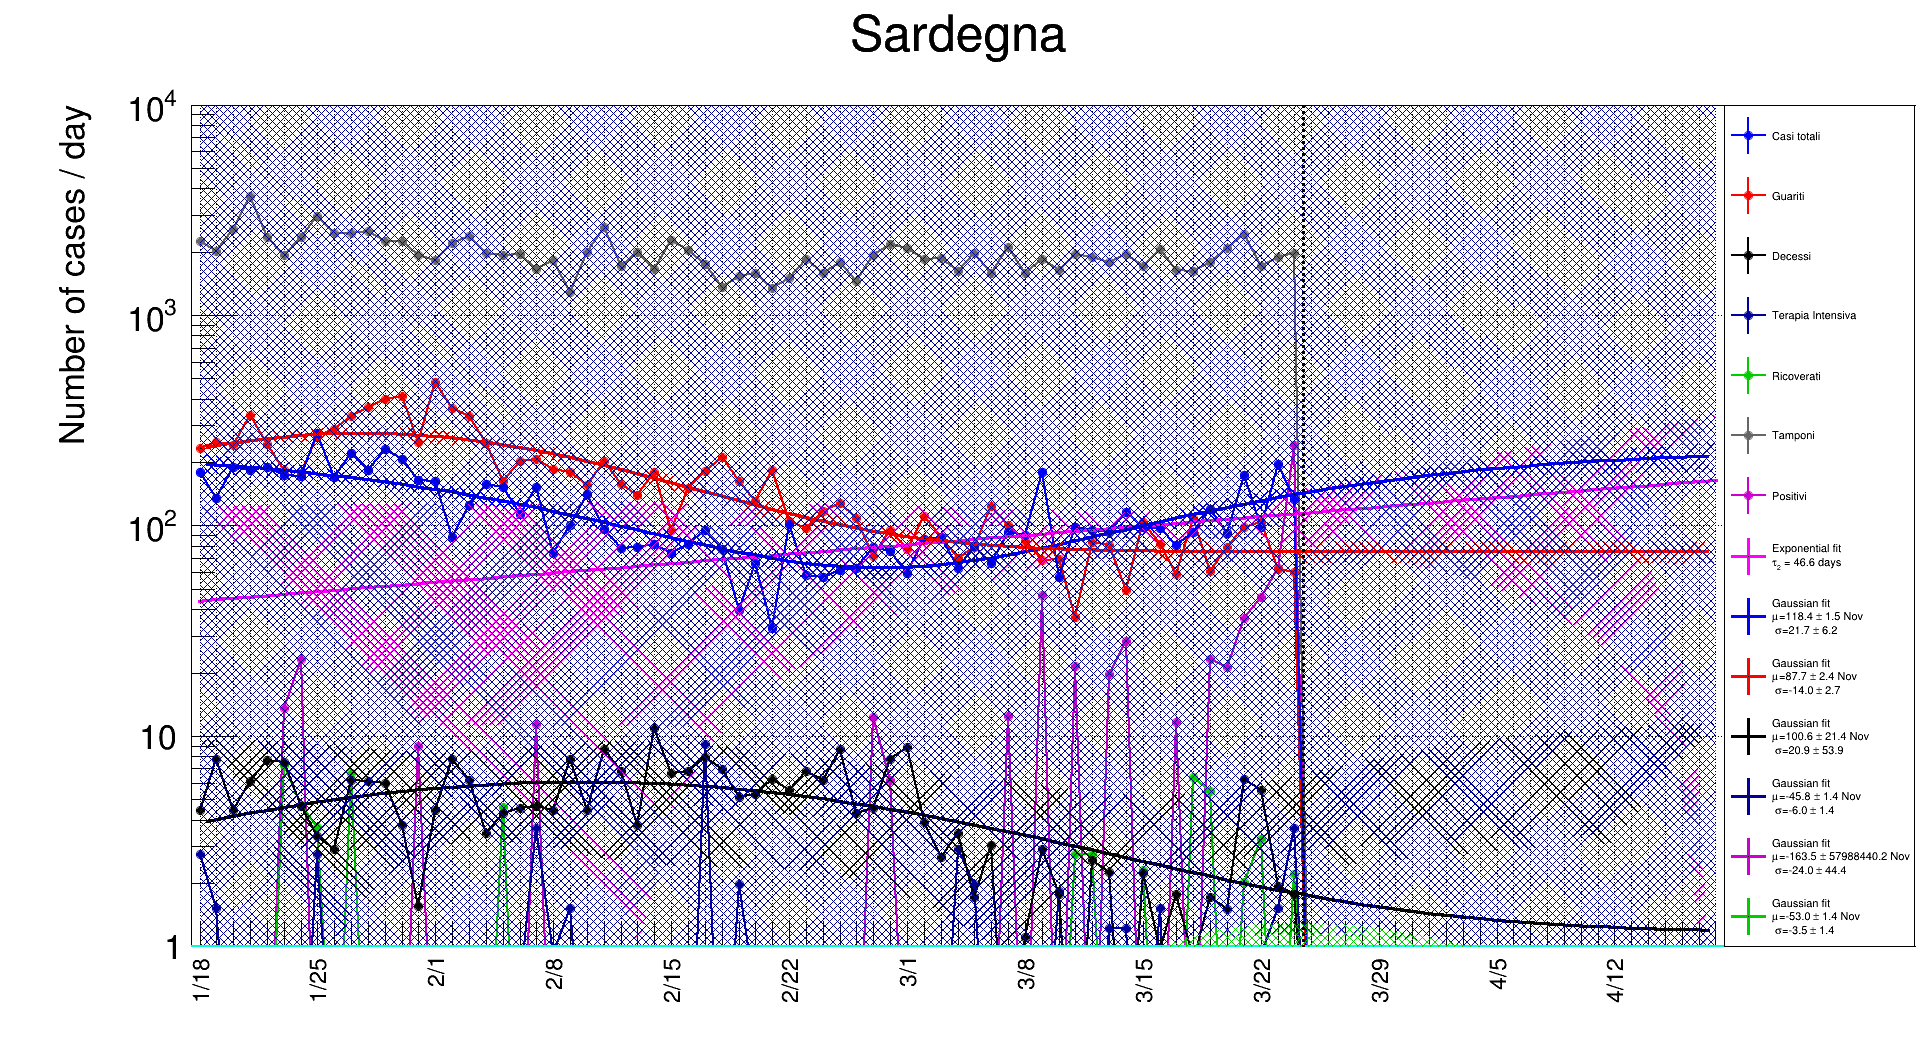 Sardegna
Number of cases / day
10^4
10^3
10^2
10
1
1/18
1/25
2/1
2/8
2/15
2/22
3/1
3/8
3/15
3/22
3/29
4/5
4/12
Casi totali
Guariti
Decessi
Terapia Intensiva
Ricoverati
Tamponi
Positivi
Exponential fit
τ₂ = 46.6 days
Gaussian fit
μ=118.4 ± 1.5 Nov
σ=21.7 ± 6.2
Gaussian fit
μ=87.7 ± 2.4 Nov
σ=-14.0 ± 2.7
Gaussian fit
μ=100.6 ± 21.4 Nov
σ=20.9 ± 53.9
Gaussian fit
μ=-45.8 ± 1.4 Nov
σ=-6.0 ± 1.4
Gaussian fit
μ=-163.5 ± 57988440.2 Nov
σ=-24.0 ± 44.4
Gaussian fit
μ=-53.0 ± 1.4 Nov
σ=-3.5 ± 1.4